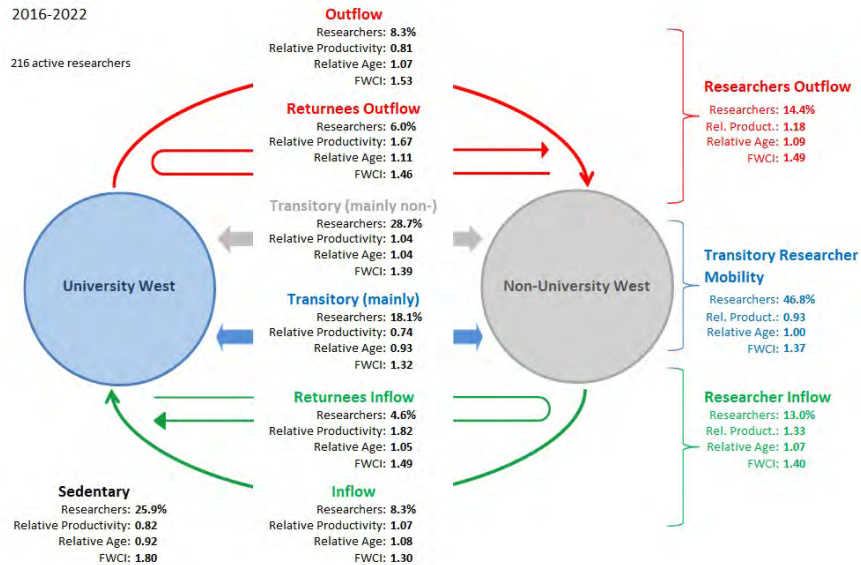 2016-2022
216 active researchers
Outflow
Researchers: 8.3%
Relative Productivity: 0.81
Relative Age: 1.07
FWCI: 1.53
Returnees Outflow
Researchers: 6.0%
Relative Productivity: 1.67
Relative Age: 1.11
FWCI: 1.46
Transitory (mainly non-)
Researchers: 28.7%
Relative Productivity: 1.04
Relative Age: 1.04
FWCI: 1.39
University West
Non-University West
Transitory (mainly)
Researchers: 18.1%
Relative Productivity: 0.74
Relative Age: 0.93
FWCI: 1.32
Returnees Inflow
Researchers: 4.6%
Relative Productivity: 1.82
Relative Age: 1.05
FWCI: 1.49
Inflow
Researchers: 8.3%
Relative Productivity: 1.07
Relative Age: 1.08
FWCI: 1.30
Sedentary
Researchers: 25.9%
Relative Productivity: 0.82
Relative Age: 0.92
FWCI: 1.80
Researchers Outflow
Researchers: 14.4%
Rel. Product.: 1.18
Relative Age: 1.09
FWCI: 1.49
Transitory Researcher
Mobility
Researchers: 46.8%
Rel. Product.: 0.93
Relative Age: 1.00
FWCI: 1.37
Researcher Inflow
Researchers: 13.0%
Rel. Product.: 1.33
Relative Age: 1.07
FWCI: 1.40